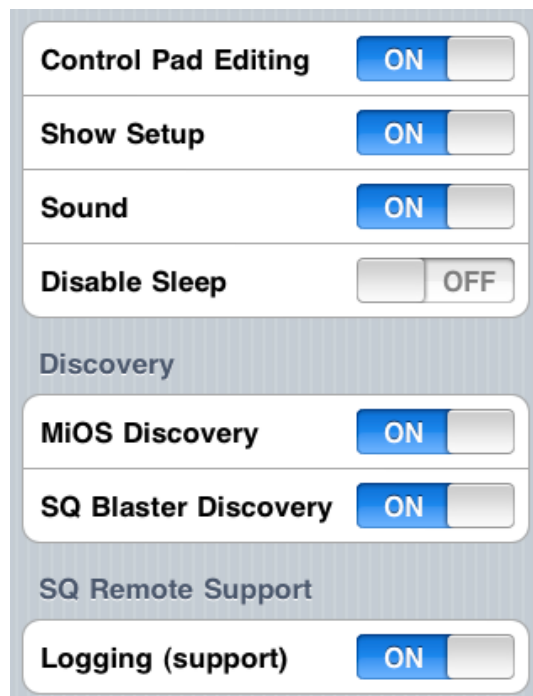 Control Pad Editing ON
Show Setup ON
Sound ON
Disable Sleep OFF
Discovery
MiOS Discovery ON
SQ Blaster Discovery ON
SQ Remote Support
Logging (support) ON